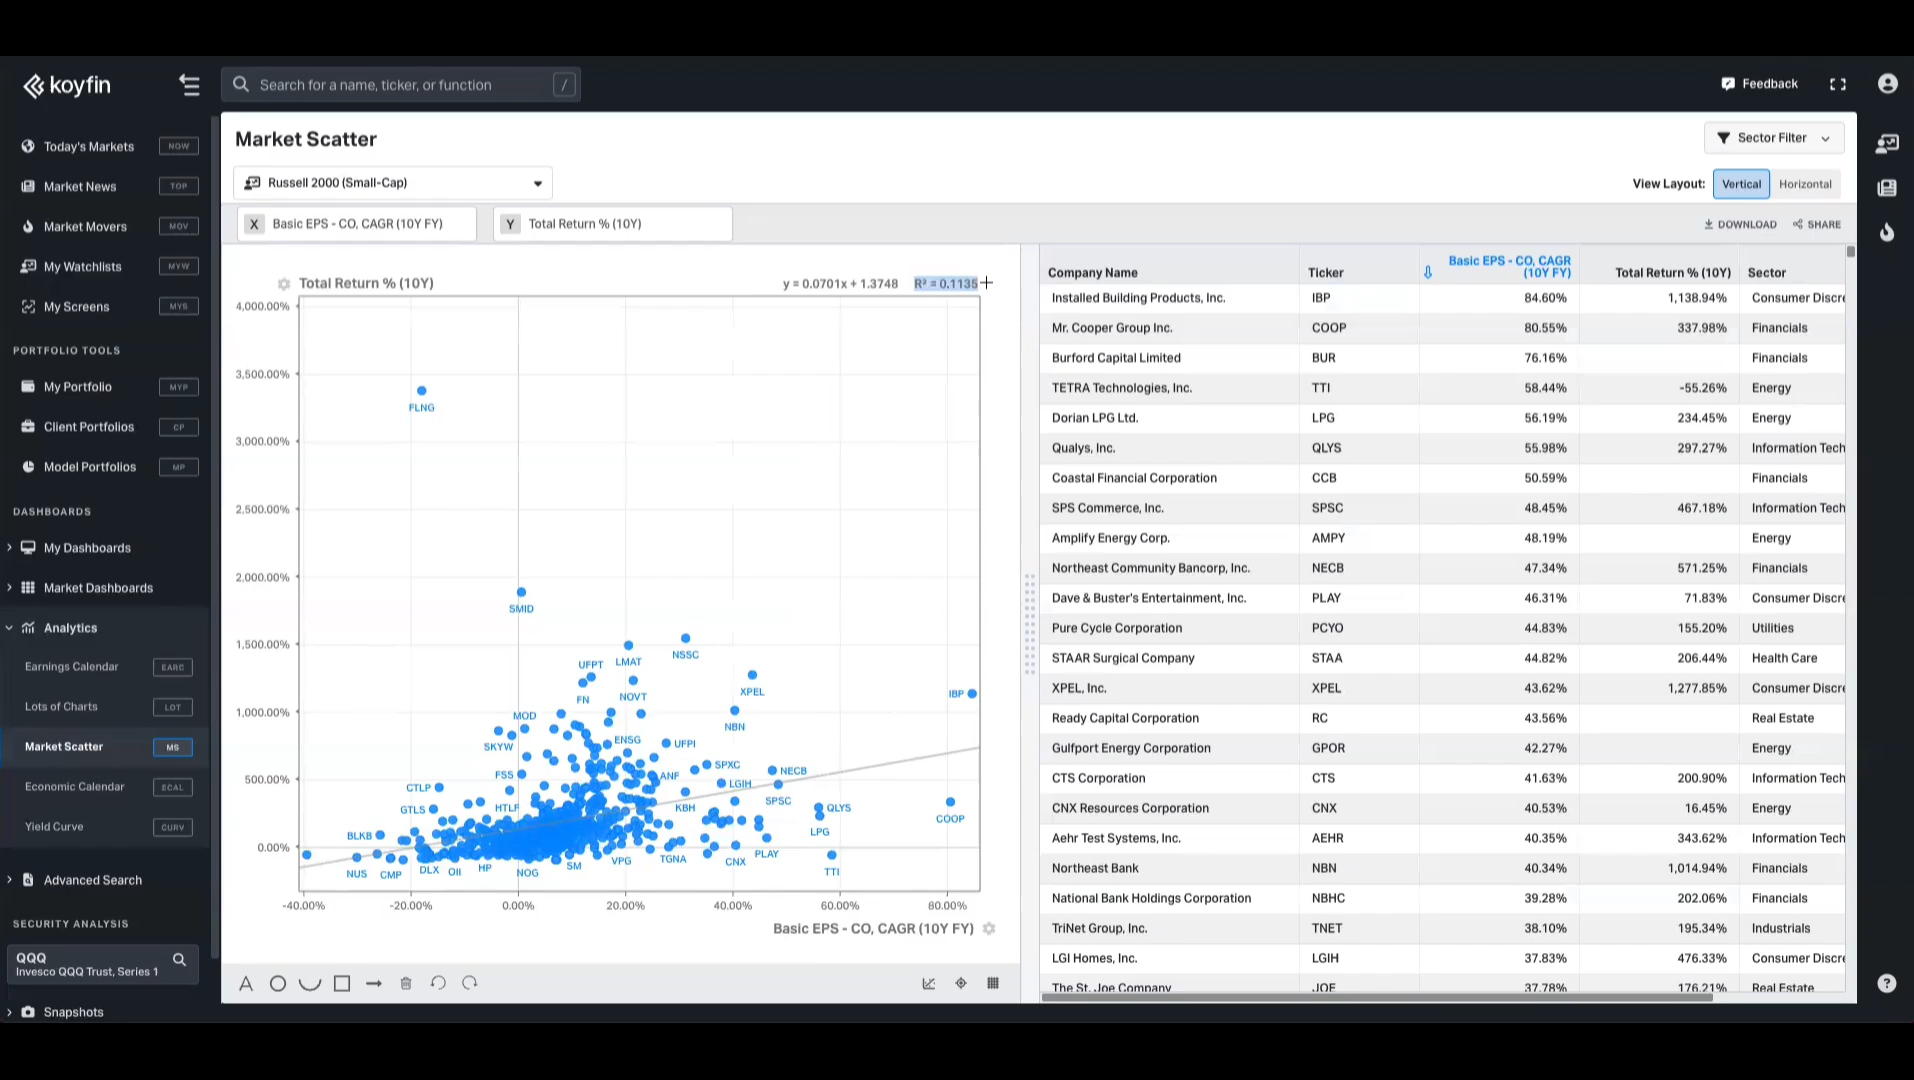 koyfin
Search for a name, ticker, or function /
Feedback
Today's Markets NOW
Market News TOP
Market Movers MOV
My Watchlists MYW
My Screens MYS
PORTFOLIO TOOLS
My Portfolio MYP
Client Portfolios CP
Model Portfolios MP
DASHBOARDS
My Dashboards
Market Dashboards
Analytics
Earnings Calendar EARC
Lots of Charts LOT
Market Scatter MS
Economic Calendar ECAL
Yield Curve CURV
Advanced Search
SECURITY ANALYSIS
QQQ
Invesco QQQ Trust, Series 1
Snapshots
Market Scatter
Sector Filter
Russell 2000 (Small-Cap)
View Layout: Vertical Horizontal
X Basic EPS - CO, CAGR (10Y FY) Y Total Return % (10Y)
DOWNLOAD SHARE
Total Return % (10Y) y = 0.0701x + 1.3748 R² = 0.1135
4,000.00%
3,500.00%
FLNG
3,000.00%
2,500.00%
2,000.00%
SMID
1,500.00%
NSSC
UFPT LMAT
XPEL
IBP
FN NOVT
1,000.00%
MOD
NBN
SKYW ENSG UFPI
SPXC NECB
FSS ANF
500.00%
CTLP LGIH
SPSC
GTLS HTLF KBH QLYS
COOP
BLKB LPG
0.00%
PLAY
SM VPG TGNA CNX
NUS CMP DLX OII HP NOG TTI
-40.00% -20.00% 0.00% 20.00% 40.00% 60.00% 80.00%
Basic EPS - CO, CAGR (10Y FY)
A
Company Name Ticker Basic EPS - CO, CAGR (10Y FY) Total Return % (10Y) Sector
Installed Building Products, Inc. IBP 84.60% 1,138.94% Consumer Discre
Mr. Cooper Group Inc. COOP 80.55% 337.98% Financials
Burford Capital Limited BUR 76.16% Financials
TETRA Technologies, Inc. TTI 58.44% -55.26% Energy
Dorian LPG Ltd. LPG 56.19% 234.45% Energy
Qualys, Inc. QLYS 55.98% 297.27% Information Tech
Coastal Financial Corporation CCB 50.59% Financials
SPS Commerce, Inc. SPSC 48.45% 467.18% Information Tech
Amplify Energy Corp. AMPY 48.19% Energy
Northeast Community Bancorp, Inc. NECB 47.34% 571.25% Financials
Dave & Buster's Entertainment, Inc. PLAY 46.31% 71.83% Consumer Discre
Pure Cycle Corporation PCYO 44.83% 155.20% Utilities
STAAR Surgical Company STAA 44.82% 206.44% Health Care
XPEL, Inc. XPEL 43.62% 1,277.85% Consumer Discre
Ready Capital Corporation RC 43.56% Real Estate
Gulfport Energy Corporation GPOR 42.27% Energy
CTS Corporation CTS 41.63% 200.90% Information Tech
CNX Resources Corporation CNX 40.53% 16.45% Energy
Aehr Test Systems, Inc. AEHR 40.35% 343.62% Information Tech
Northeast Bank NBN 40.34% 1,014.94% Financials
National Bank Holdings Corporation NBHC 39.28% 202.06% Financials
TriNet Group, Inc. TNET 38.10% 195.34% Industrials
LGI Homes, Inc. LGIH 37.83% 476.33% Consumer Discre
The St. Joe Company JOE 37.78% 176.21% Real Estate
?